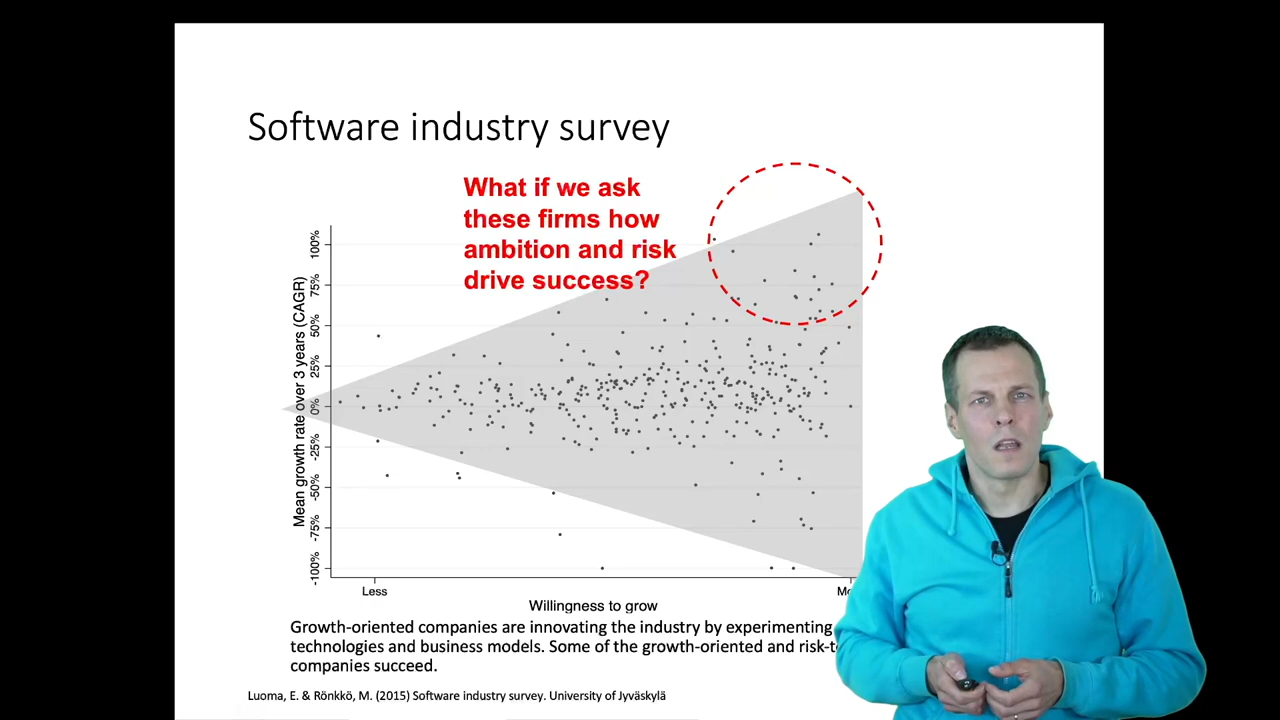 Software industry survey
What if we ask
these firms how
ambition and risk
drive success?
Mean growth rate over 3 years (CAGR)
100%
75%
50%
25%
0%
-25%
-50%
-75%
-100%
Less
Willingness to grow
Growth-oriented companies are innovating the industry by experimenting
technologies and business models. Some of the growth-oriented and
companies succeed.
Luoma, E. & Rönkkö, M. (2015) Software industry survey. University of Jyväskylä